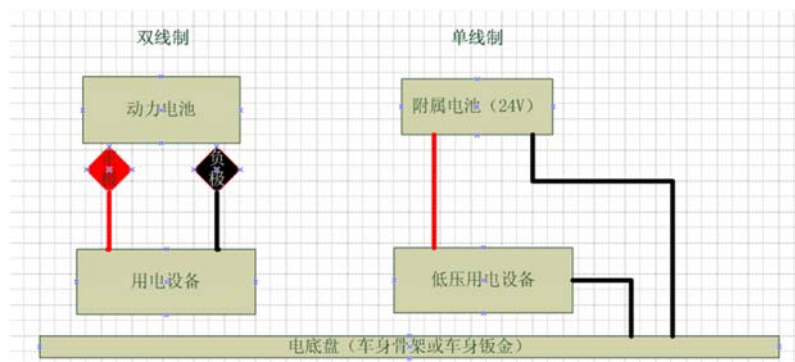 双线制
单线制
动力电池
附属电池（24V）
负极
用电设备
低压用电设备
电底盘（车身骨架或车身钣金）